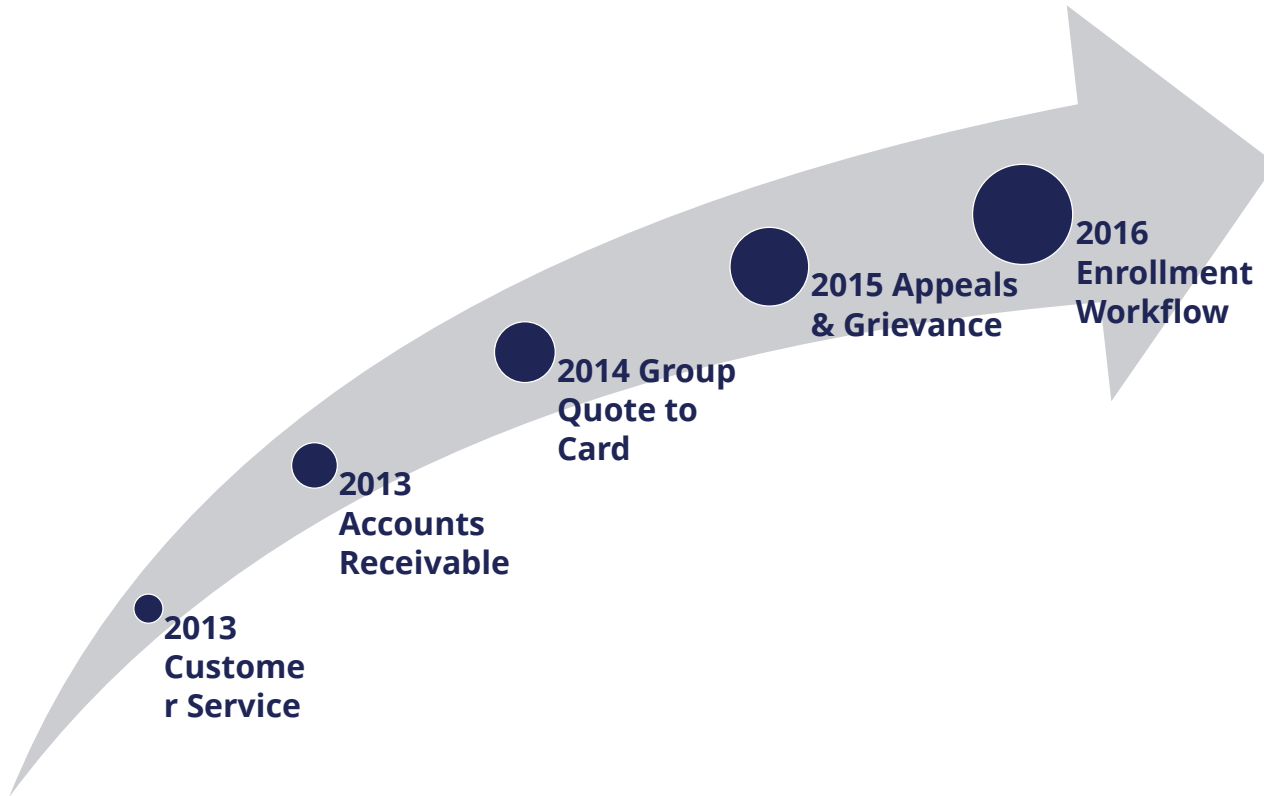 2013
Custome
r Service
2013
Accounts
Receivable
2014 Group
Quote to
Card
2015 Appeals
& Grievance
2016
Enrollment
Workflow